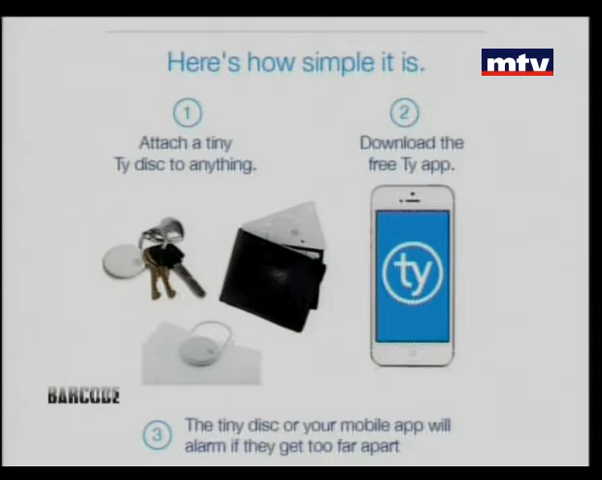 Here's how simple it is.
mtv
1
Attach a tiny
Ty disc to anything.
2
Download the
free Ty app.
ty
BARCODE
3
The tiny disc or your mobile app will
alarm if they get too far apart